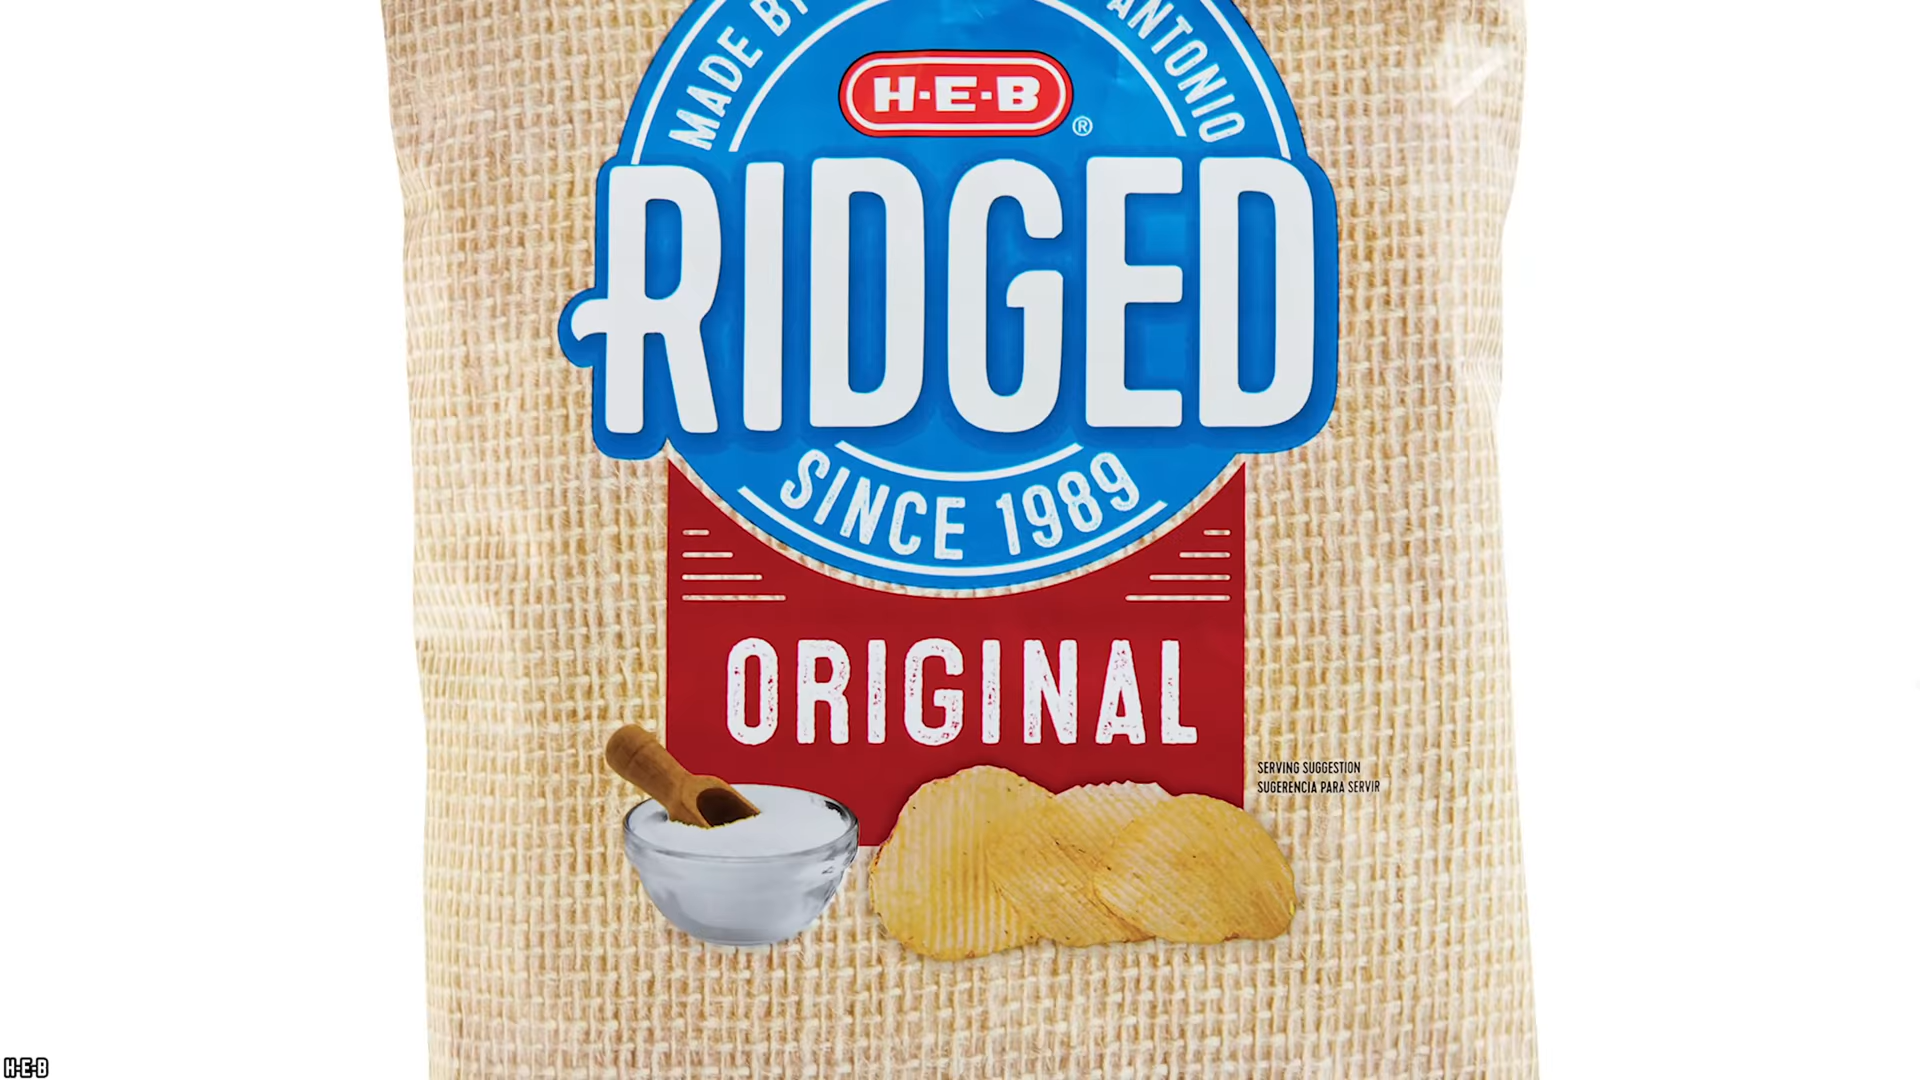 MADE BY
ANTONIO
H-E-B®
RIDGED
SINCE 1989
ORIGINAL
SERVING SUGGESTION
SUGERENCIA PARA SERVIR
H-E-B